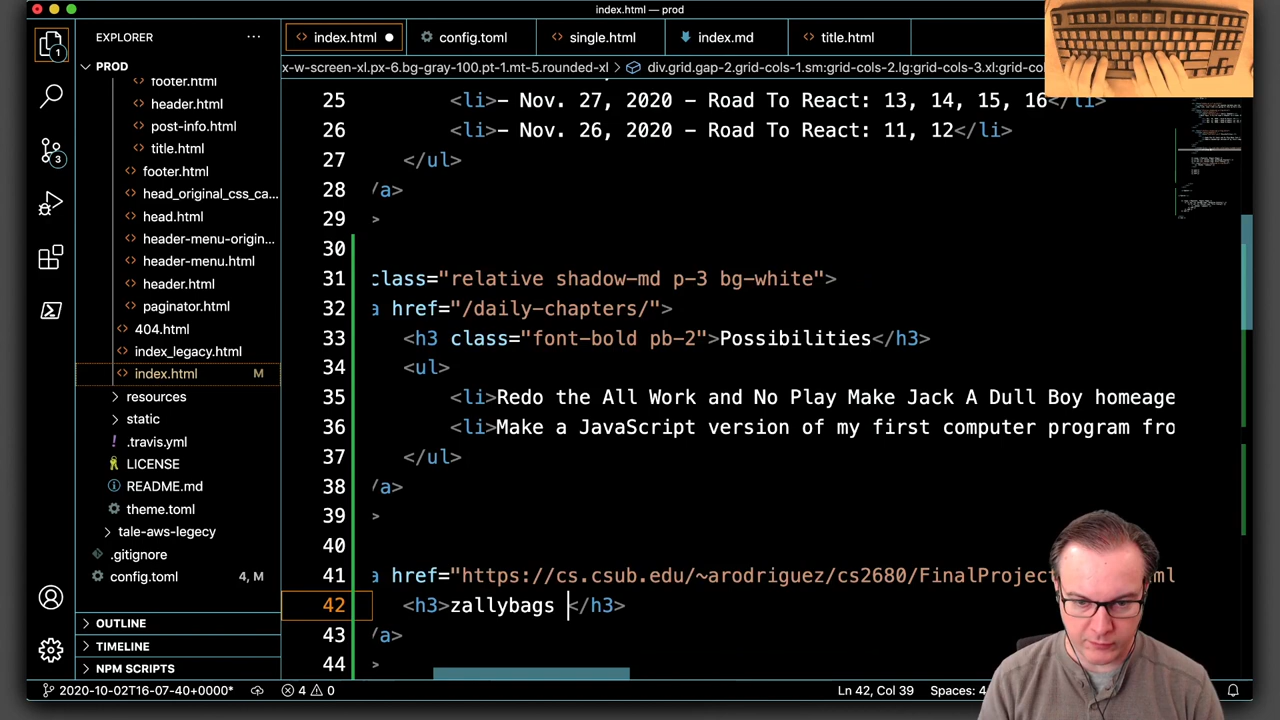 index.html — prod
EXPLORER
PROD
footer.html
header.html
post-info.html
title.html
footer.html
head_original_css_ca...
head.html
header-menu-origin...
header-menu.html
header.html
paginator.html
404.html
index_legacy.html
index.html M
resources
static
.travis.yml
LICENSE
README.md
theme.toml
tale-aws-legecy
.gitignore
config.toml 4, M
OUTLINE
TIMELINE
NPM SCRIPTS
1
3
index.html
config.toml
single.html
index.md
title.html
x-w-screen-xl.px-6.bg-gray-100.pt-1.mt-5.rounded-xl > div.grid.gap-2.grid-cols-1.sm:grid-cols-2.lg:grid-cols-3.xl:grid-co
25 <li>– Nov. 27, 2020 – Road To React: 13, 14, 15, 16</li>
26 <li>– Nov. 26, 2020 – Road To React: 11, 12</li>
27 </ul>
28 /a>
29 >
30
31 class="relative shadow-md p-3 bg-white">
32 a href="/daily-chapters/">
33 <h3 class="font-bold pb-2">Possibilities</h3>
34 <ul>
35 <li>Redo the All Work and No Play Make Jack A Dull Boy homeage
36 <li>Make a JavaScript version of my first computer program fro
37 </ul>
38 /a>
39 >
40
41 a href="https://cs.csub.edu/~arodriguez/cs2680/FinalProject ml
42 <h3>zallybags </h3>
43 /a>
44 >
2020-10-02T16-07-40+0000* 4 0 Ln 42, Col 39 Spaces: 4